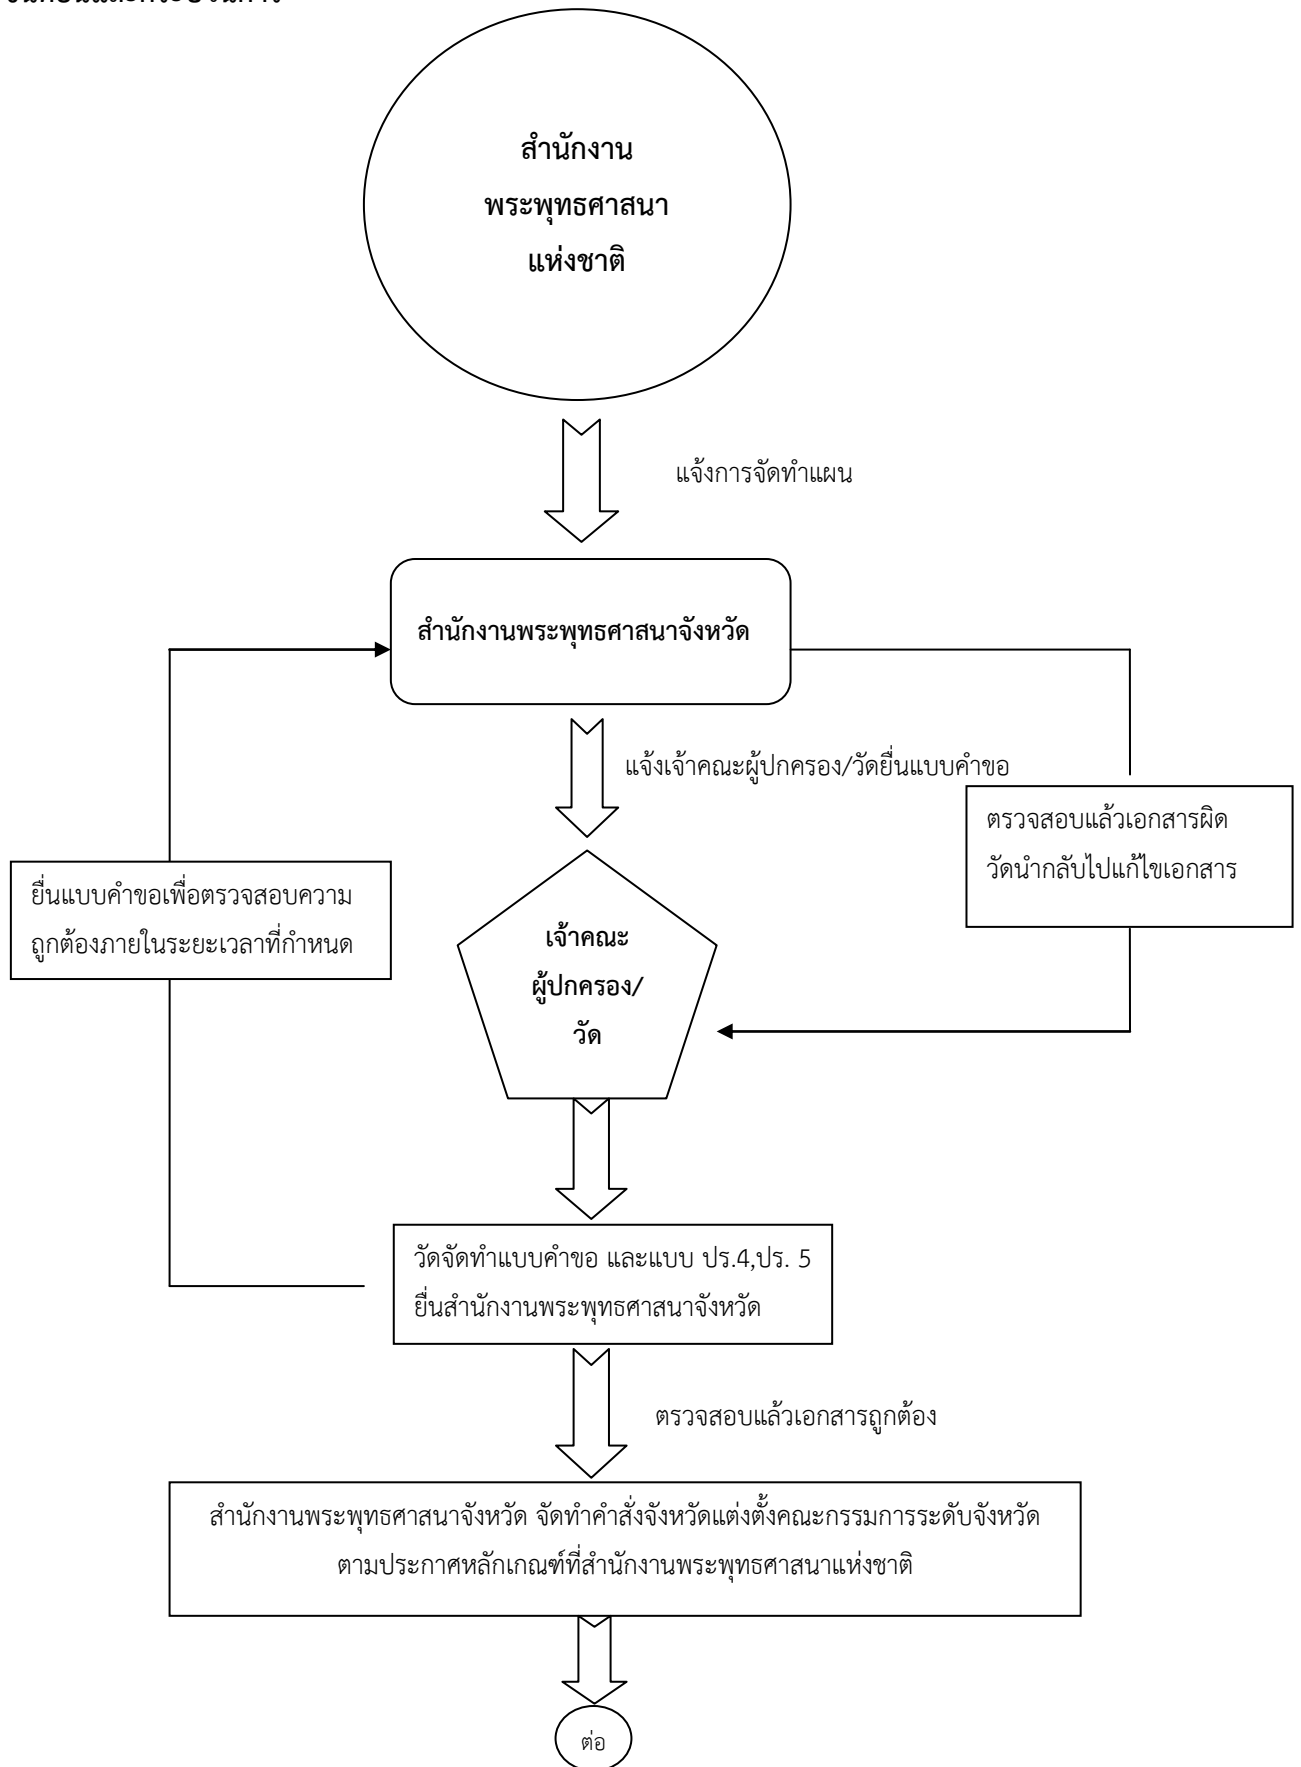 สำนักงาน
พระพุทธศาสนา
แห่งชาติ
แจ้งการจัดทำแผน
สำนักงานพระพุทธศาสนาจังหวัด
แจ้งเจ้าคณะผู้ปกครอง/วัดยื่นแบบคำขอ
ตรวจสอบแล้วเอกสารผิด
วัดนำกลับไปแก้ไขเอกสาร
ยื่นแบบคำขอเพื่อตรวจสอบความ
ถูกต้องภายในระยะเวลาที่กำหนด
เจ้าคณะ
ผู้ปกครอง/
วัด
วัดจัดทำแบบคำขอ และแบบ ปร.4,ปร. 5
ยื่นสำนักงานพระพุทธศาสนาจังหวัด
ตรวจสอบแล้วเอกสารถูกต้อง
สำนักงานพระพุทธศาสนาจังหวัด จัดทำคำสั่งจังหวัดแต่งตั้งคณะกรรมการระดับจังหวัด
ตามประกาศหลักเกณฑ์ที่สำนักงานพระพุทธศาสนาแห่งชาติ
ต่อ